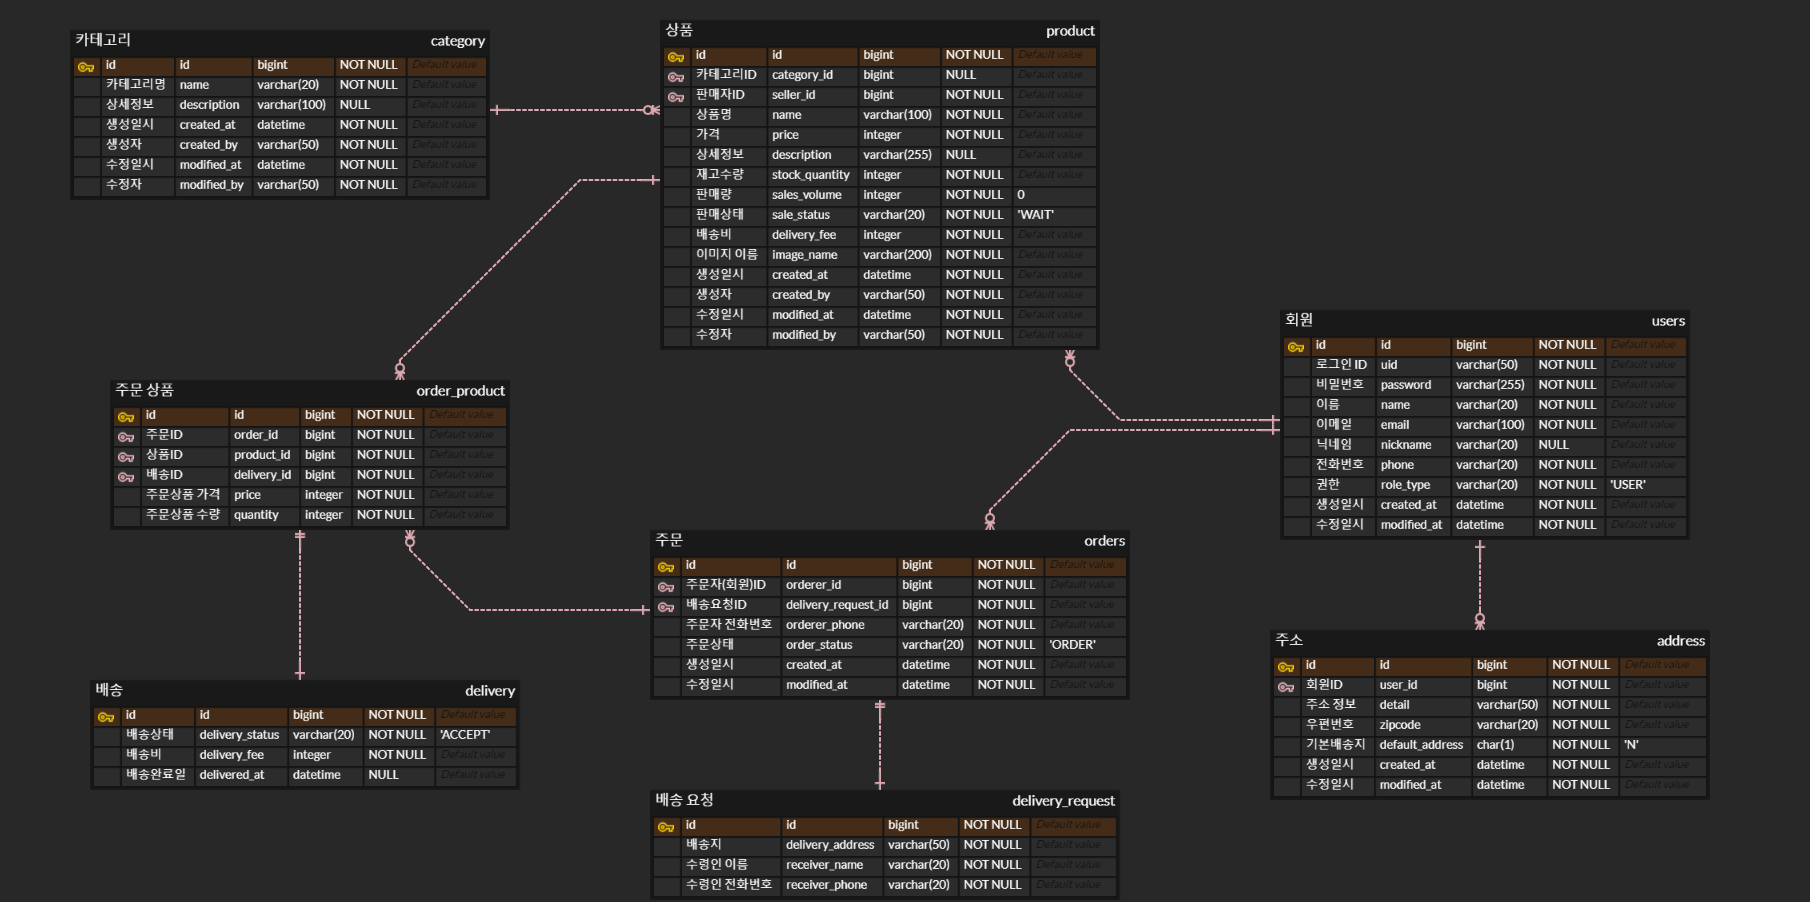 카테고리 category
id id bigint NOT NULL Default value
카테고리명 name varchar(20) NOT NULL Default value
상세정보 description varchar(100) NULL Default value
생성일시 created_at datetime NOT NULL Default value
생성자 created_by varchar(50) NOT NULL Default value
수정일시 modified_at datetime NOT NULL Default value
수정자 modified_by varchar(50) NOT NULL Default value
상품 product
id id bigint NOT NULL Default value
카테고리ID category_id bigint NULL Default value
판매자ID seller_id bigint NOT NULL Default value
상품명 name varchar(100) NOT NULL Default value
가격 price integer NOT NULL Default value
상세정보 description varchar(255) NULL Default value
재고수량 stock_quantity integer NOT NULL Default value
판매량 sales_volume integer NOT NULL 0
판매상태 sale_status varchar(20) NOT NULL 'WAIT'
배송비 delivery_fee integer NOT NULL Default value
이미지 이름 image_name varchar(200) NOT NULL Default value
생성일시 created_at datetime NOT NULL Default value
생성자 created_by varchar(50) NOT NULL Default value
수정일시 modified_at datetime NOT NULL Default value
수정자 modified_by varchar(50) NOT NULL Default value
회원 users
id id bigint NOT NULL Default value
로그인 ID uid varchar(50) NOT NULL Default value
비밀번호 password varchar(255) NOT NULL Default value
이름 name varchar(20) NOT NULL Default value
이메일 email varchar(100) NOT NULL Default value
닉네임 nickname varchar(20) NULL Default value
전화번호 phone varchar(20) NOT NULL Default value
권한 role_type varchar(20) NOT NULL 'USER'
생성일시 created_at datetime NOT NULL Default value
수정일시 modified_at datetime NOT NULL Default value
주문 상품 order_product
id id bigint NOT NULL Default value
주문ID order_id bigint NOT NULL Default value
상품ID product_id bigint NOT NULL Default value
배송ID delivery_id bigint NOT NULL Default value
주문상품 가격 price integer NOT NULL Default value
주문상품 수량 quantity integer NOT NULL Default value
주문 orders
id id bigint NOT NULL Default value
주문자(회원)ID orderer_id bigint NOT NULL Default value
배송요청ID delivery_request_id bigint NOT NULL Default value
주문자 전화번호 orderer_phone varchar(20) NOT NULL Default value
주문상태 order_status varchar(20) NOT NULL 'ORDER'
생성일시 created_at datetime NOT NULL Default value
수정일시 modified_at datetime NOT NULL Default value
주소 address
id id bigint NOT NULL Default value
회원ID user_id bigint NOT NULL Default value
주소 정보 detail varchar(50) NOT NULL Default value
우편번호 zipcode varchar(20) NOT NULL Default value
기본배송지 default_address char(1) NOT NULL 'N'
생성일시 created_at datetime NOT NULL Default value
수정일시 modified_at datetime NOT NULL Default value
배송 delivery
id id bigint NOT NULL Default value
배송상태 delivery_status varchar(20) NOT NULL 'ACCEPT'
배송비 delivery_fee integer NOT NULL Default value
배송완료일 delivered_at datetime NULL Default value
배송 요청 delivery_request
id id bigint NOT NULL Default value
배송지 delivery_address varchar(50) NOT NULL Default value
수령인 이름 receiver_name varchar(20) NOT NULL Default value
수령인 전화번호 receiver_phone varchar(20) NOT NULL Default value